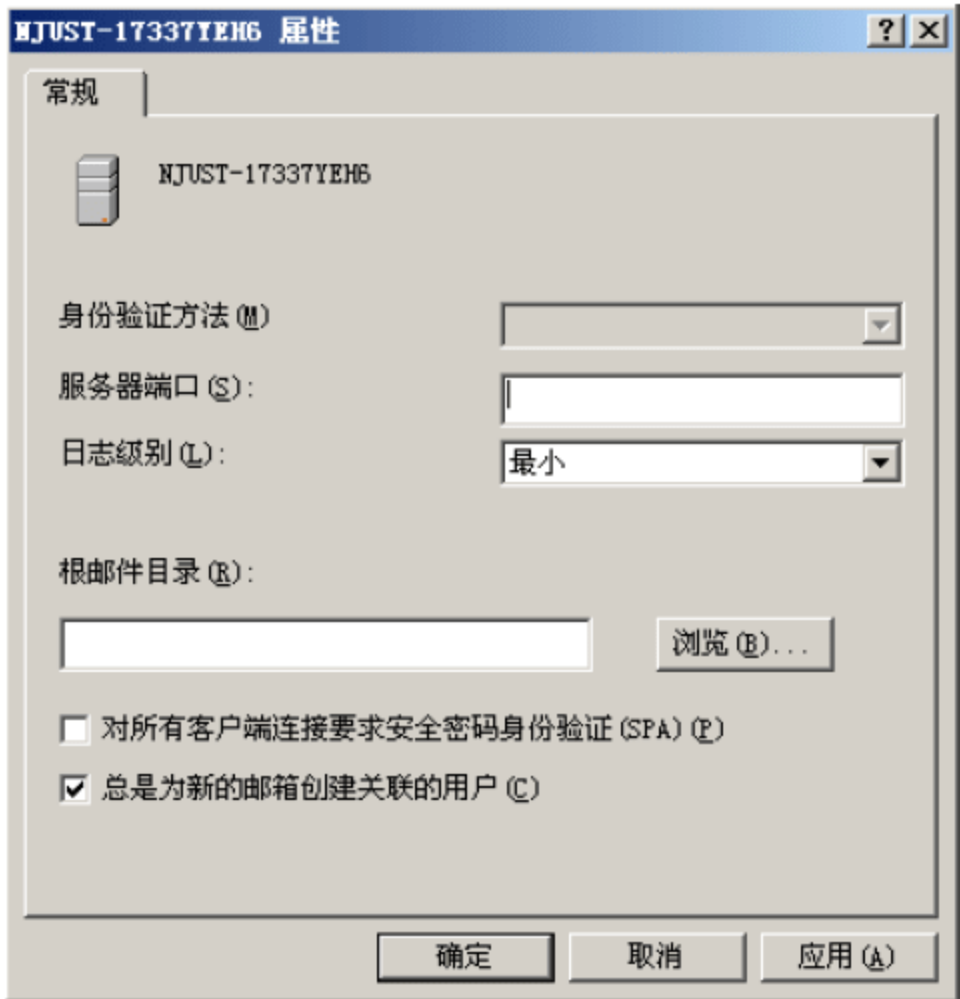 NJUST-17337YEH6 属性
常规
NJUST-17337YEH6
身份验证方法(M)
服务器端口(S):
日志级别(L):
最小
根邮件目录(R):
浏览(B)...
对所有客户端连接要求安全密码身份验证(SPA)(P)
总是为新的邮箱创建关联的用户(C)
确定 取消 应用(A)